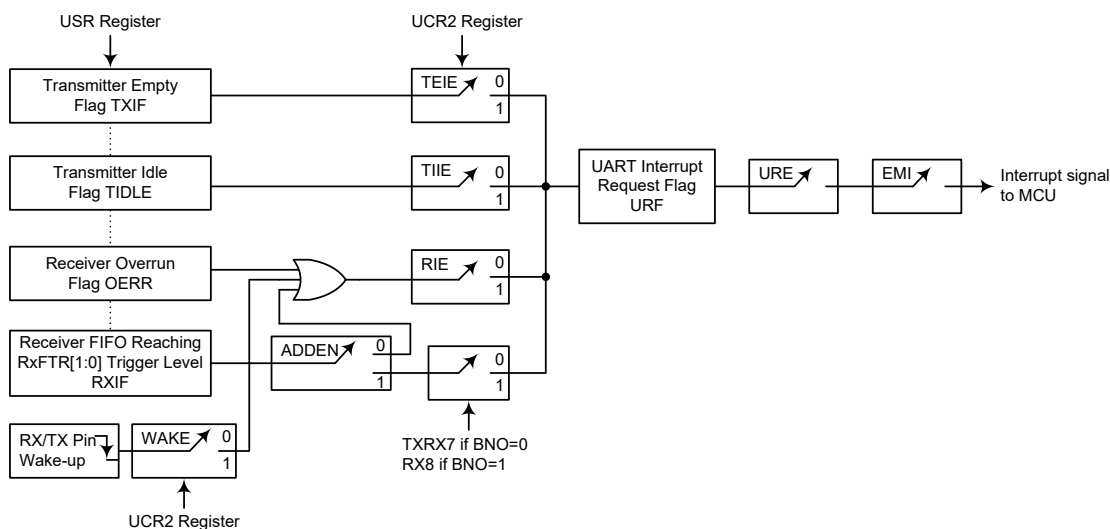 USR Register
UCR2 Register
Transmitter Empty
Flag TXIF
TEIE
0
1
Transmitter Idle
Flag TIDLE
TIIE
0
1
UART Interrupt
Request Flag
URF
URE
EMI
Interrupt signal
to MCU
Receiver Overrun
Flag OERR
RIE
0
1
Receiver FIFO Reaching
RxFTR[1:0] Trigger Level
RXIF
ADDEN
0
1
0
1
TXRX7 if BNO=0
RX8 if BNO=1
RX/TX Pin
Wake-up
WAKE
0
1
UCR2 Register